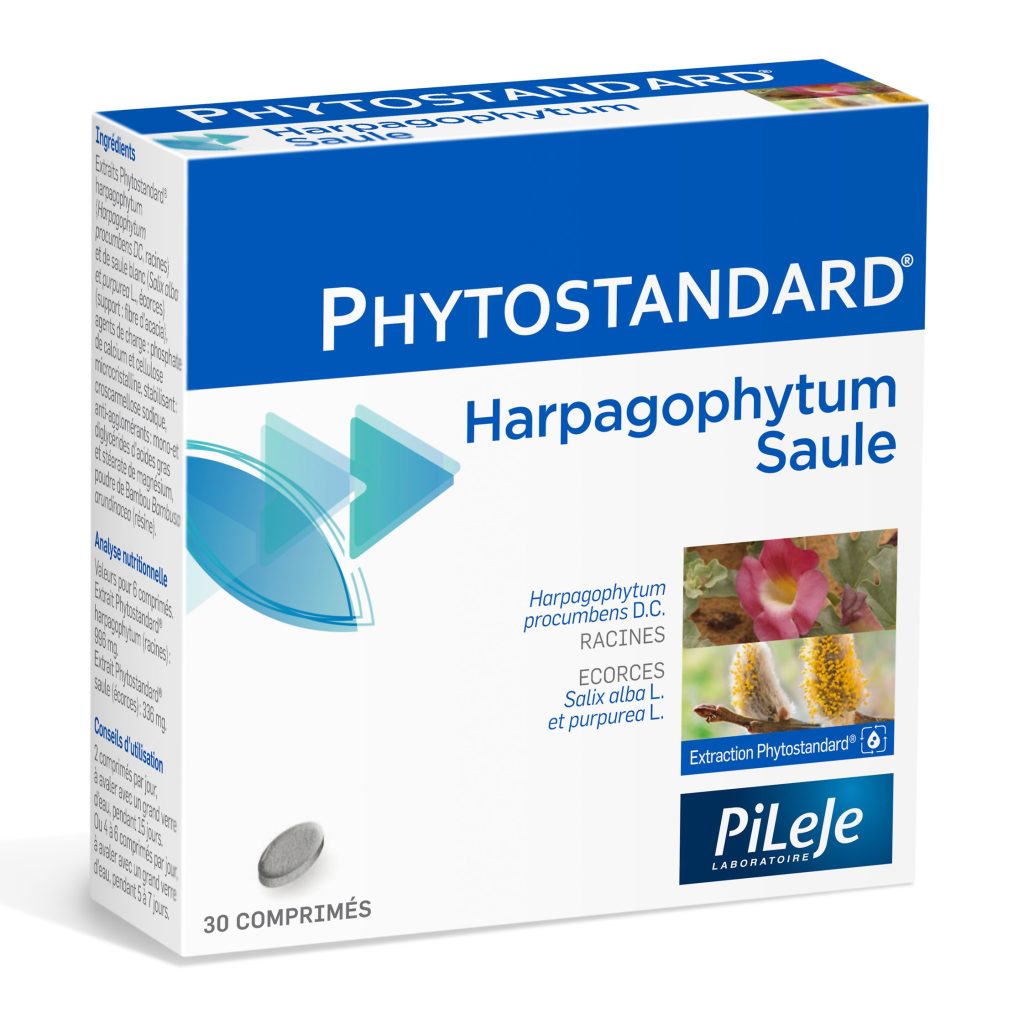 PHYTOSTANDARD®
Harpagophytum
Saule
Ingrédients
Extraits Phytostandard®
harpagophytum
(Harpagophytum
procumbens DC, racines)
et de saule blanc (Salix alba
et purpurea L., écorces)
(support : fibre d'acacia),
agents de charge : phosphate
de calcium et cellulose
microcristalline, stabilisant :
croscarmellose sodique,
anti-agglomérants : mono- et
diglycérides d'acides gras
et stéarate de magnésium,
poudre de Bambou Bambusa
arundinacea (résine).
Analyse nutritionnelle
Valeurs pour 6 comprimés.
Extrait Phytostandard®
harpagophytum (racines) :
996 mg.
Extrait Phytostandard®
saule (écorces) : 336 mg.
Conseils d'utilisation
2 comprimés par jour,
à avaler avec un grand verre
d'eau, pendant 15 jours.
Ou 4 à 6 comprimés par jour,
à avaler avec un grand verre
d'eau, pendant 5 à 7 jours.
PHYTOSTANDARD®
Harpagophytum
Saule
Harpagophytum
procumbens D.C.
RACINES
ECORCES
Salix alba L.
et purpurea L.
Extraction Phytostandard®
PiLeJe
LABORATOIRE
30 COMPRIMÉS